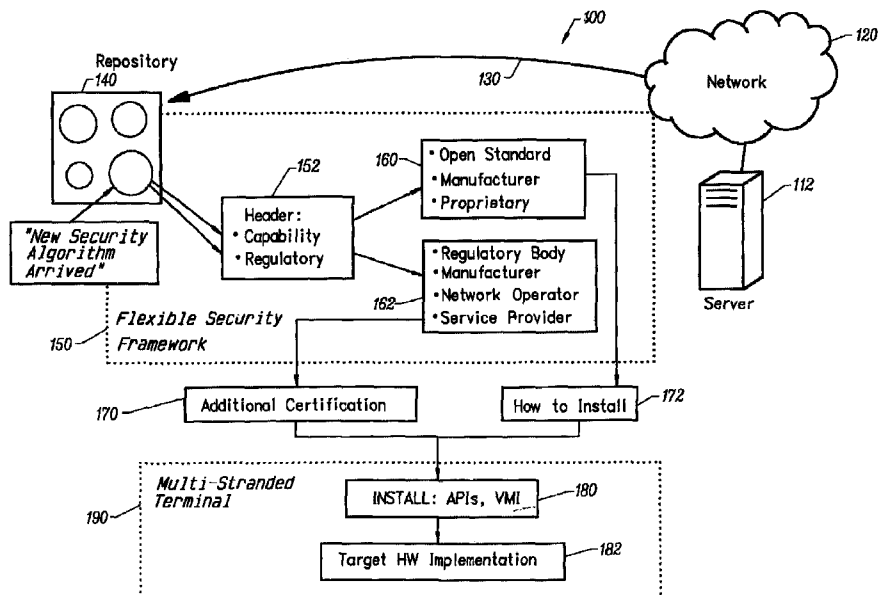 100
Repository
140
130
120
Network
152
160
• Open Standard
• Manufacturer
• Proprietary
112
Header:
• Capability
• Regulatory
"New Security
Algorithm
Arrived"
• Regulatory Body
• Manufacturer
162
• Network Operator
• Service Provider
Server
150
Flexible Security
Framework
170
Additional Certification
How to Install
172
Multi-Stranded
Terminal
190
INSTALL: APIs, VMI
180
Target HW Implementation
182